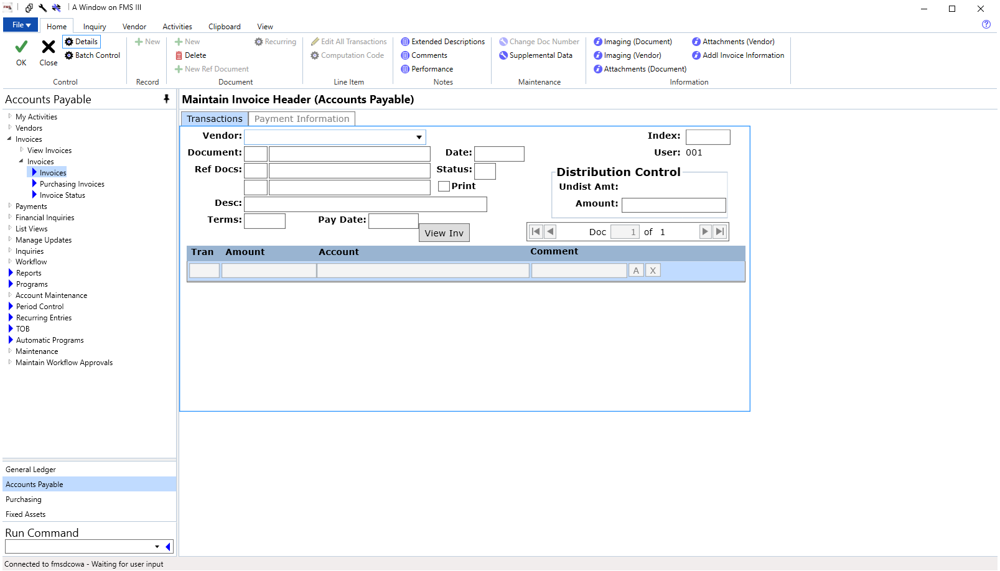 A Window on FMS III
File Home Inquiry Vendor Activities Clipboard View
OK
Close
Details
Batch Control
Control
New
Record
New
Delete
New Ref Document
Recurring
Document
Edit All Transactions
Computation Code
Line Item
Extended Descriptions
Comments
Performance
Notes
Change Doc Number
Supplemental Data
Maintenance
Imaging (Document)
Imaging (Vendor)
Attachments (Document)
Attachments (Vendor)
Addl Invoice Information
Information
Accounts Payable
My Activities
Vendors
Invoices
View Invoices
Invoices
Invoices
Purchasing Invoices
Invoice Status
Payments
Financial Inquiries
List Views
Manage Updates
Inquiries
Workflow
Reports
Programs
Account Maintenance
Period Control
Recurring Entries
TOB
Automatic Programs
Maintenance
Maintain Workflow Approvals
General Ledger
Accounts Payable
Purchasing
Fixed Assets
Run Command
Maintain Invoice Header (Accounts Payable)
Transactions Payment Information
Vendor: Index:
Document: Date: User: 001
Ref Docs: Status:
Print
Distribution Control
Undist Amt:
Amount:
Desc:
Terms: Pay Date:
View Inv
Doc 1 of 1
Tran Amount Account Comment
A X
Connected to fmsdcowa - Waiting for user input